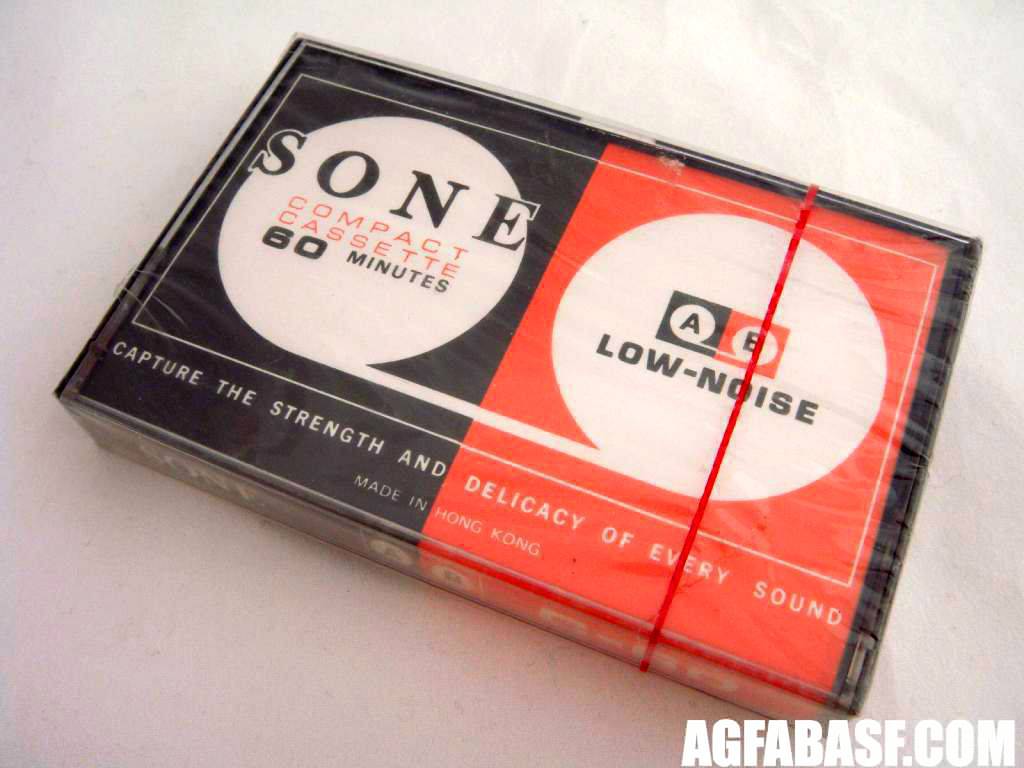 SONE
COMPACT
CASSETTE
60 MINUTES
A B
LOW-NOISE
CAPTURE THE STRENGTH AND DELICACY OF EVERY SOUND
MADE IN HONG KONG
SONE A B
AGFABASF.COM